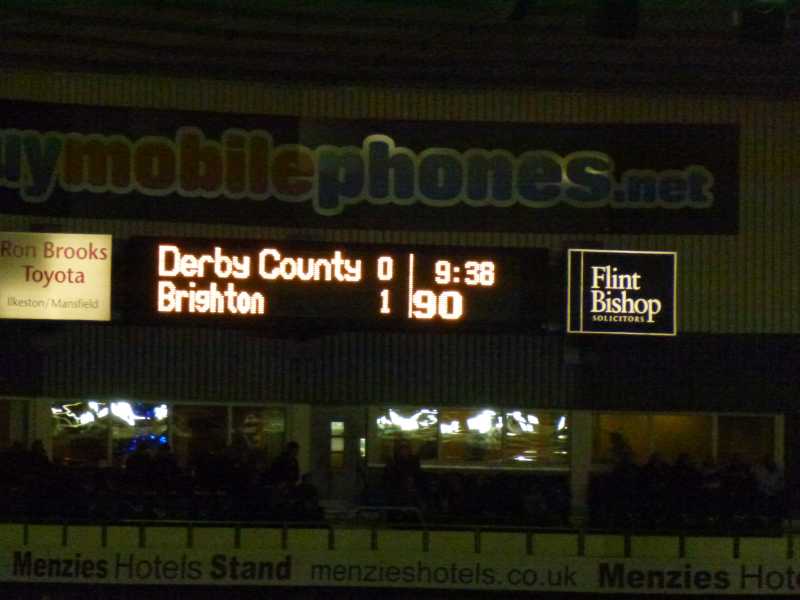 uymobilephones.net
Ron Brooks
Toyota
Ilkeston/Mansfield
Derby County 0 9:38
Brighton 1 90
Flint
Bishop
SOLICITORS
Menzies Hotels Stand menzieshotels.co.uk Menzies Hote